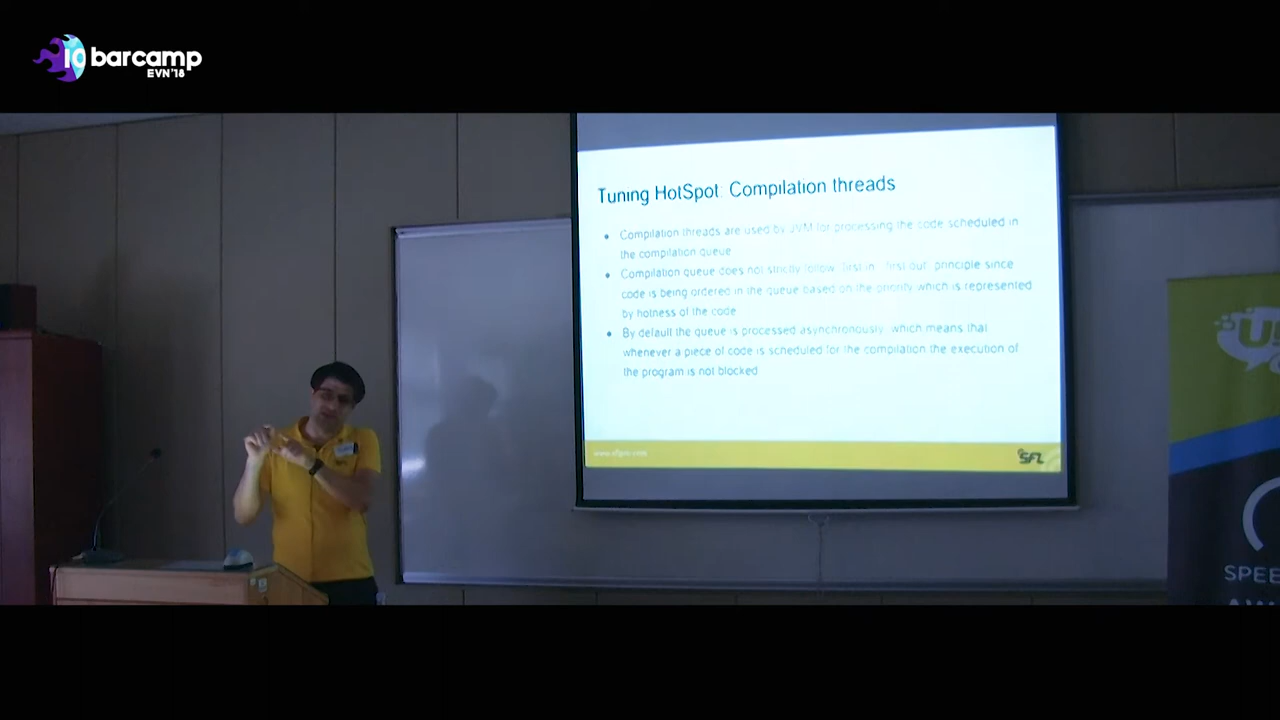 10 barcamp
EVN'18
Tuning HotSpot: Compilation threads
Compilation threads are used by JVM for processing the code scheduled in
the compilation queue
Compilation queue does not strictly follow "first in - first out" principle since
code is being ordered in the queue based on the priority which is represented
by hotness of the code
By default the queue is processed asynchronously, which means that
whenever a piece of code is scheduled for the compilation the execution of
the program is not blocked
SFL
U
SPEE